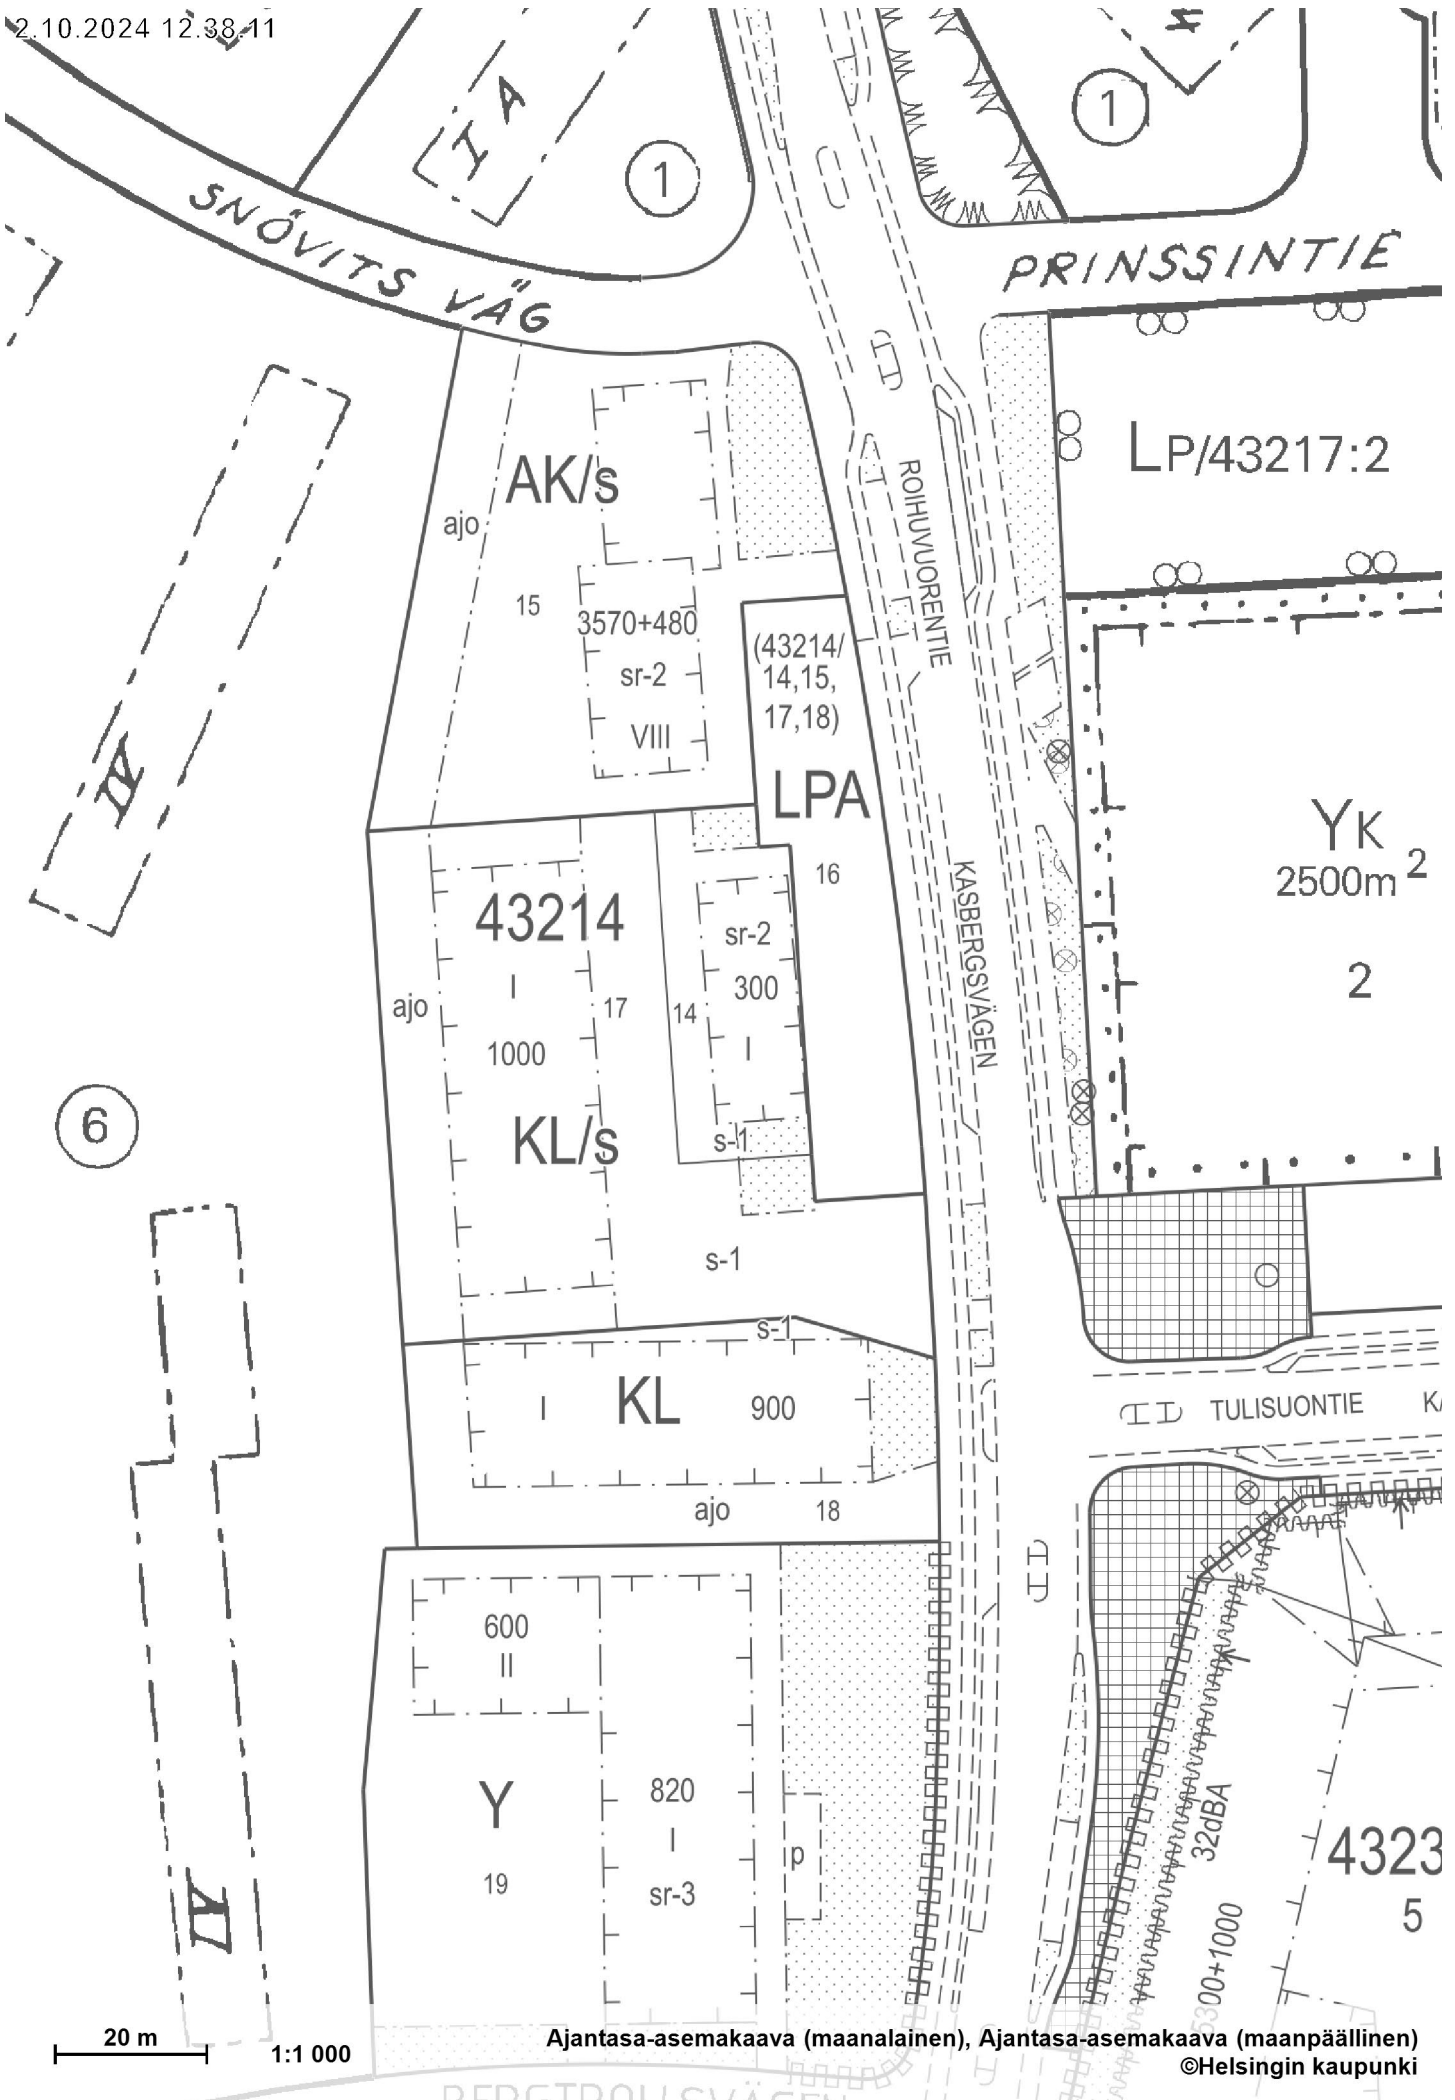 2.10.2024 12.38.11
I A
1
1
SNÖVITS VÄG
PRINSSINTIE
AK/s
ajo
15
3570+480
sr-2
VIII
ROIHUVUORENTIE
LP/43217:2
(43214/
14,15,
17,18)
LPA
16
IV
43214
I
1000
ajo
17
14
KL/s
sr-2
300
I
s-1
s-1
KASBERGSVÄGEN
YK
2500m2
2
6
s-1
I
KL
900
ajo
18
TULISUONTIE
600
II
Y
19
820
I
sr-3
p
32dBA
5300+1000
4323
5
IV
20 m
1:1 000
Ajantasa-asemakaava (maanalainen), Ajantasa-asemakaava (maanpäällinen)
©Helsingin kaupunki